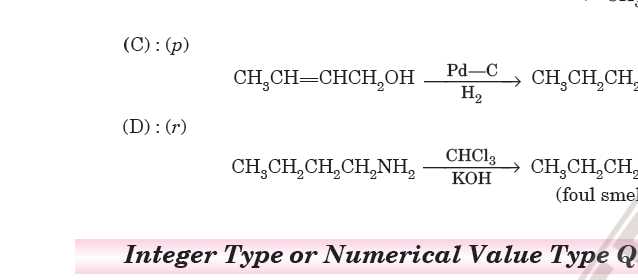 (C) : (p)
CH₃CH=CHCH₂OH Pd—C H₂ → CH₃CH₂CH₂
(D) : (r)
CH₃CH₂CH₂CH₂NH₂ CHCl₃ KOH → CH₃CH₂CH₂
(foul smel
Integer Type or Numerical Value Type Q